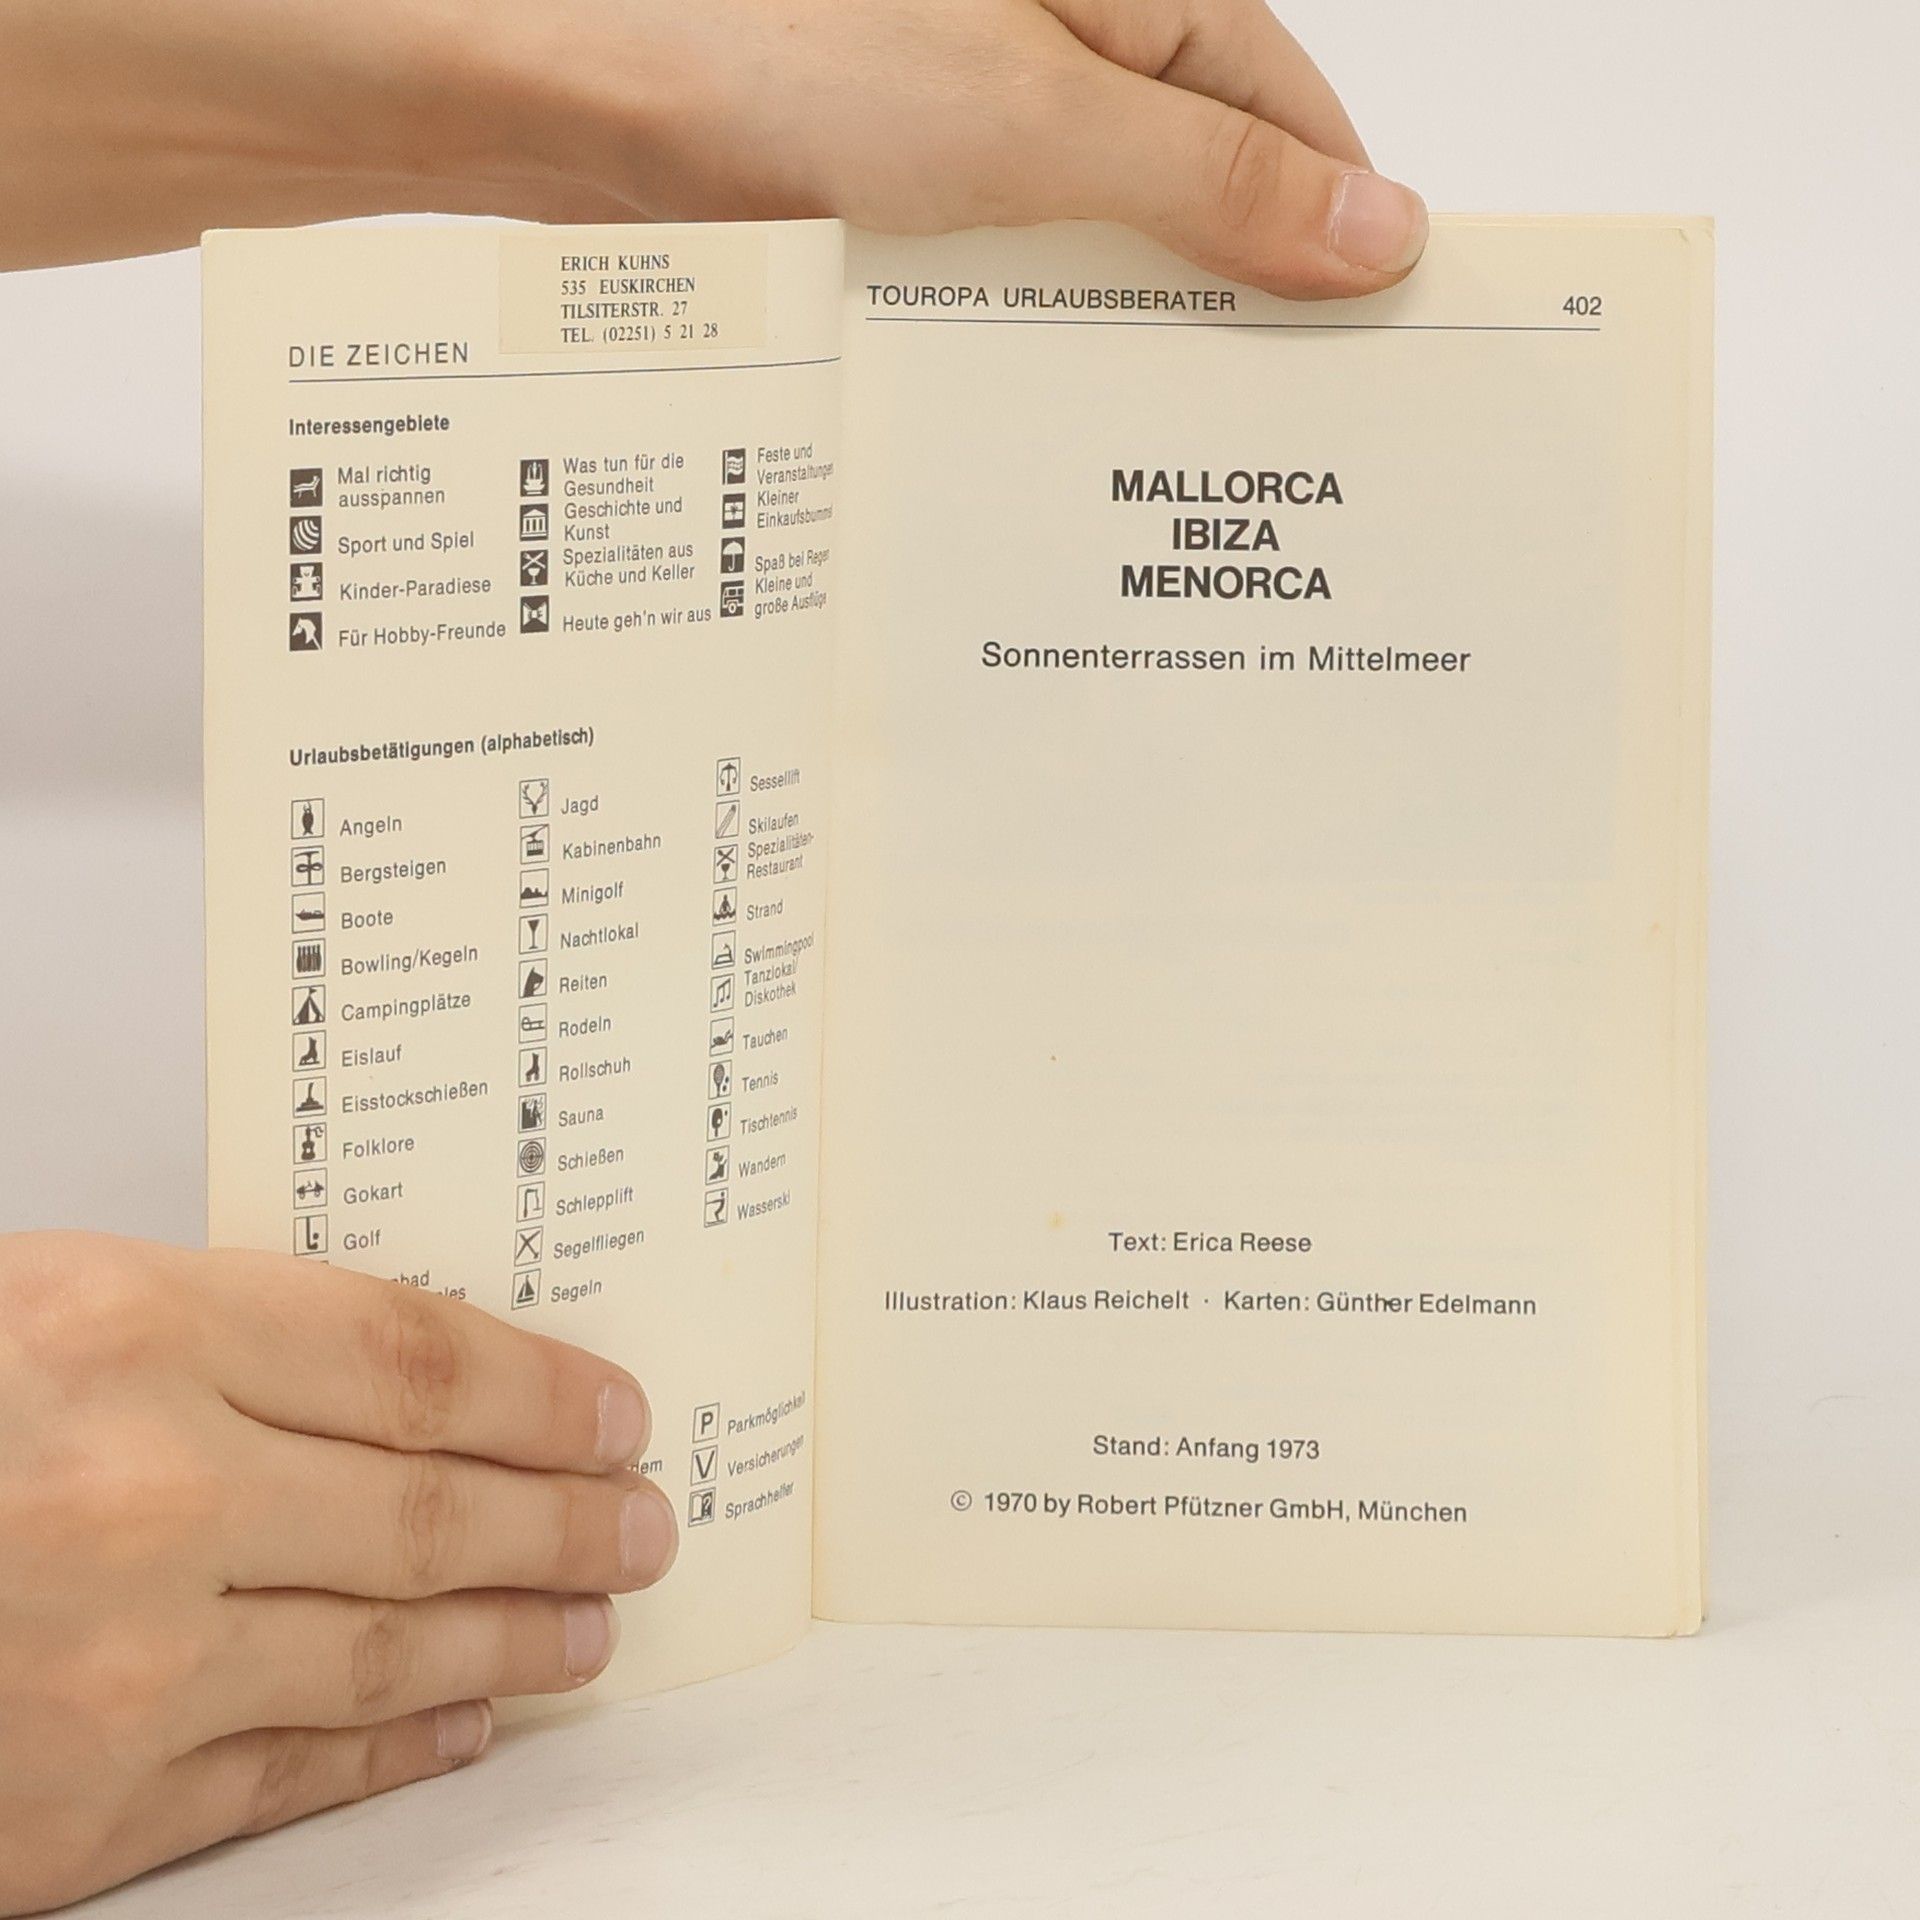 ERICH KUHNS
535 EUSKIRCHEN
TILSITERSTR. 27
TEL. (02251) 5 21 28
DIE ZEICHEN
Interessengebiete
Mal richtig
ausspannen
Sport und Spiel
Kinder-Paradiese
Für Hobby-Freunde
Was tun für die
Gesundheit
Geschichte und
Kunst
Spezialitäten aus
Küche und Keller
Heute geh'n wir aus
Feste und
Veranstaltungen
Kleiner
Einkaufsbummel
Spaß bei Regen
Kleine und
große Ausflüge
Urlaubsbetätigungen (alphabetisch)
Angeln
Bergsteigen
Boote
Bowling/Kegeln
Campingplätze
Eislauf
Eisstockschießen
Folklore
Gokart
Golf
Jagd
Kabinenbahn
Minigolf
Nachtlokal
Reiten
Rodeln
Rollschuh
Sauna
Schießen
Schlepplift
Segelfliegen
Segeln
Sessellift
Skilaufen
Spezialitäten-
Restaurant
Strand
Swimmingpool
Tanzlokal/
Diskothek
Tauchen
Tennis
Tischtennis
Wandern
Wasserski
P Parkmöglichkeit
V Versicherungen
Sprachhelfer
TOUROPA URLAUBSBERATER 402
MALLORCA
IBIZA
MENORCA
Sonnenterrassen im Mittelmeer
Text: Erica Reese
Illustration: Klaus Reichelt · Karten: Günther Edelmann
Stand: Anfang 1973
© 1970 by Robert Pfützner GmbH, München